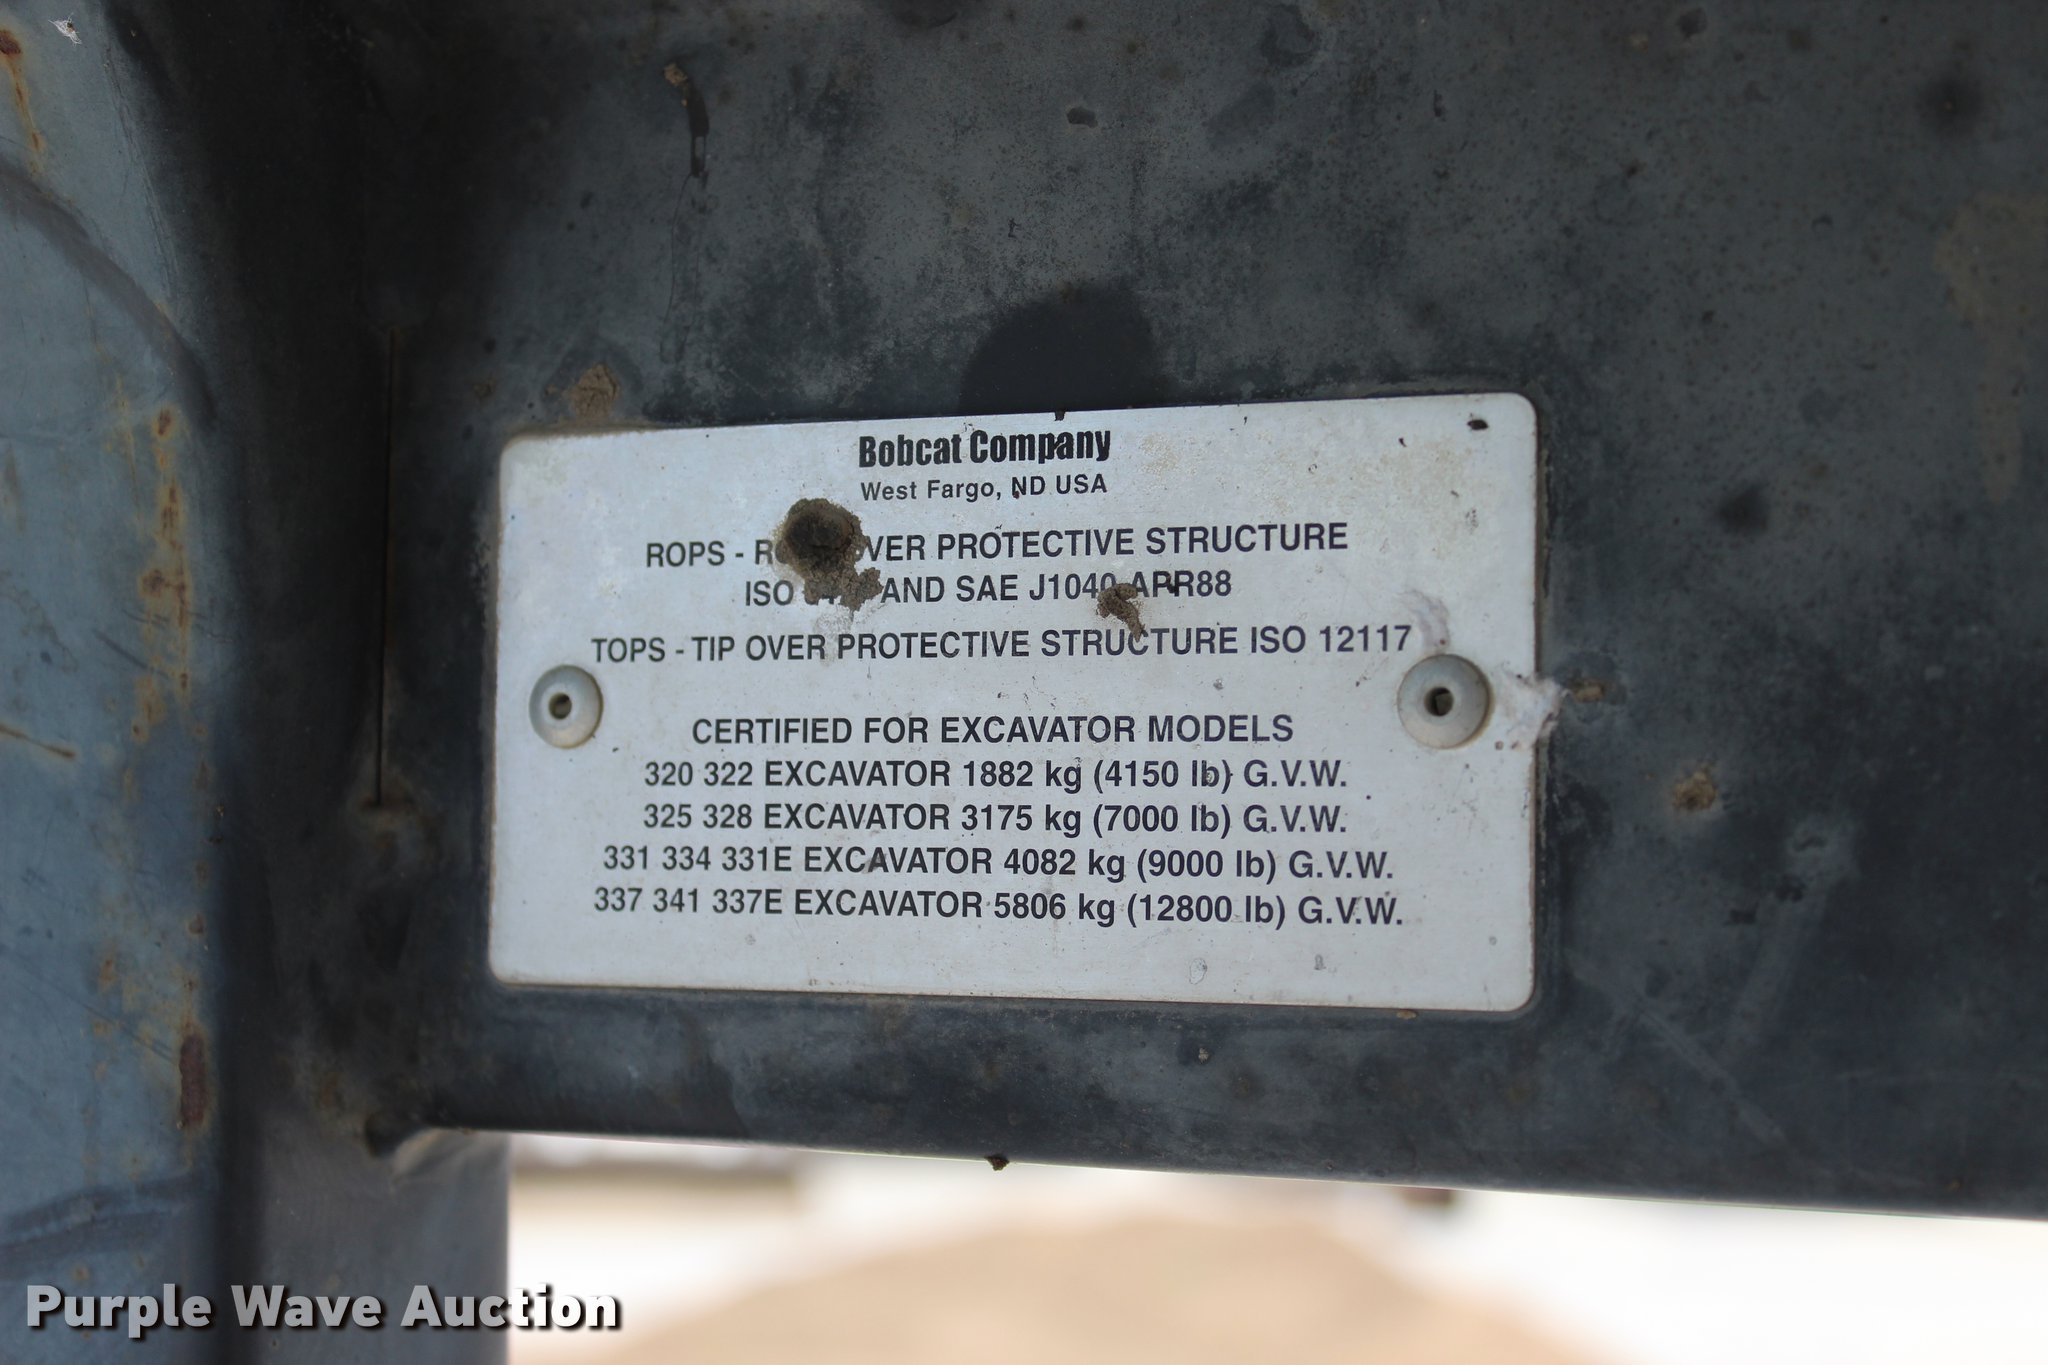 Bobcat Company
West Fargo, ND USA
ROPS - OVER PROTECTIVE STRUCTURE
ISO AND SAE J1040 APR88
TOPS - TIP OVER PROTECTIVE STRUCTURE ISO 12117
CERTIFIED FOR EXCAVATOR MODELS
320 322 EXCAVATOR 1882 kg (4150 lb) G.V.W.
325 328 EXCAVATOR 3175 kg (7000 lb) G.V.W.
331 334 331E EXCAVATOR 4082 kg (9000 lb) G.V.W.
337 341 337E EXCAVATOR 5806 kg (12800 lb) G.V.W.
Purple Wave Auction